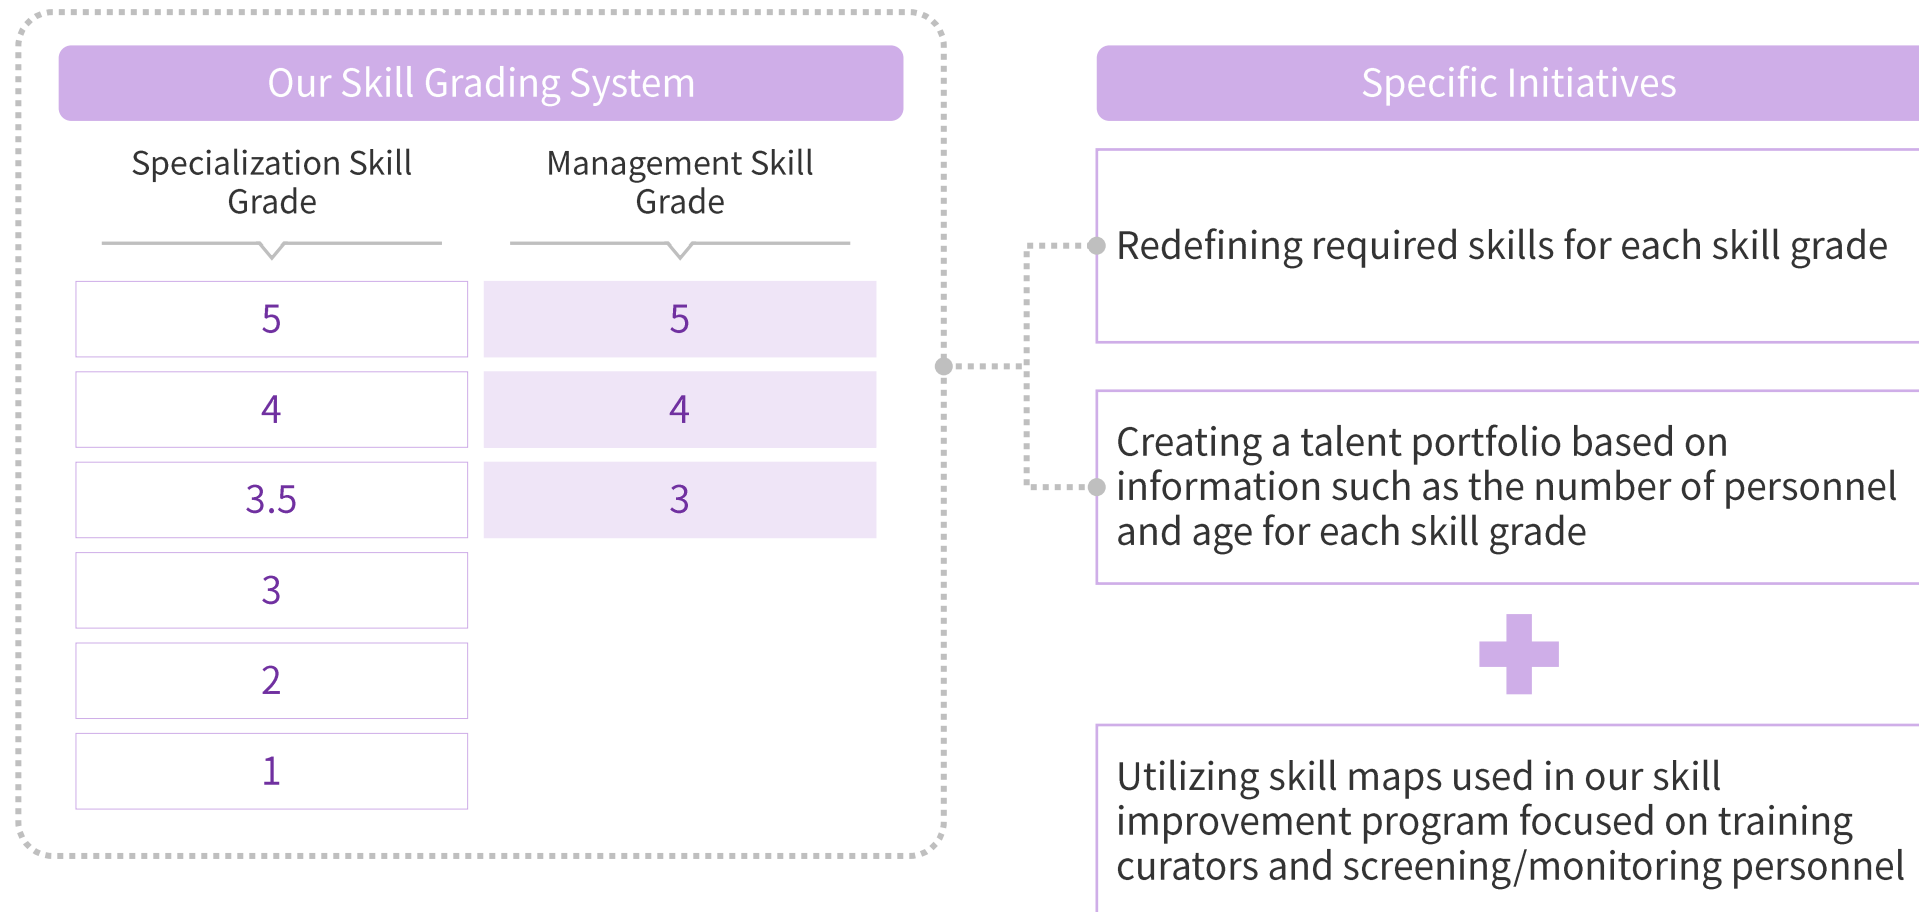 Our Skill Grading System
Specialization Skill
Grade
Management Skill
Grade
5
5
4
4
3.5
3
3
2
1
Specific Initiatives
Redefining required skills for each skill grade
Creating a talent portfolio based on
information such as the number of personnel
and age for each skill grade
Utilizing skill maps used in our skill
improvement program focused on training
curators and screening/monitoring personnel